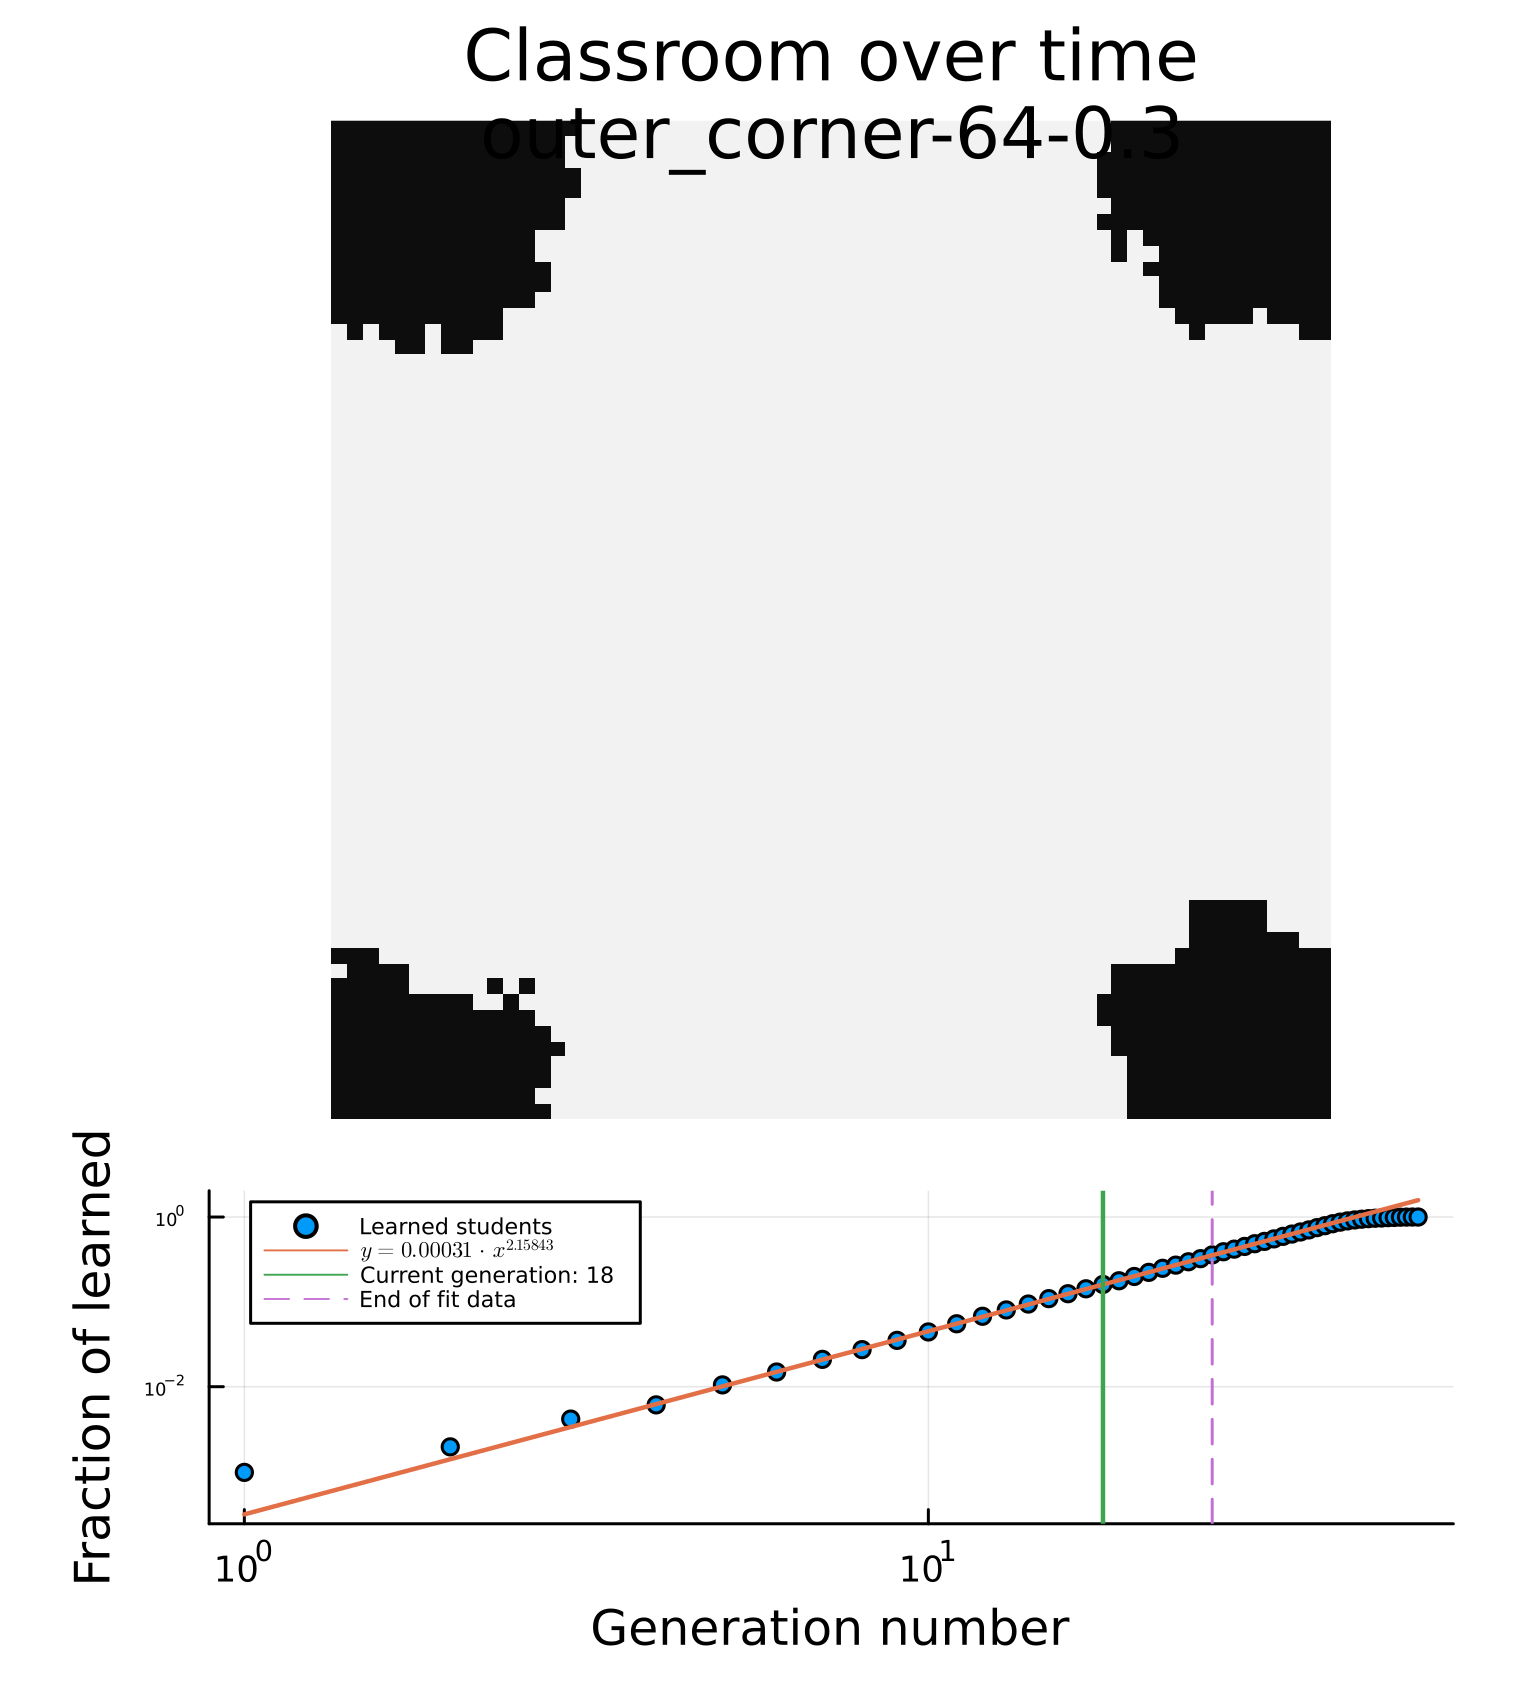 Classroom over time
outer_corner-64-0.3
Fraction of learned
10^0
10^-2
Learned students
y = 0.00031 · x^2.15843
Current generation: 18
End of fit data
10^0
10^1
Generation number